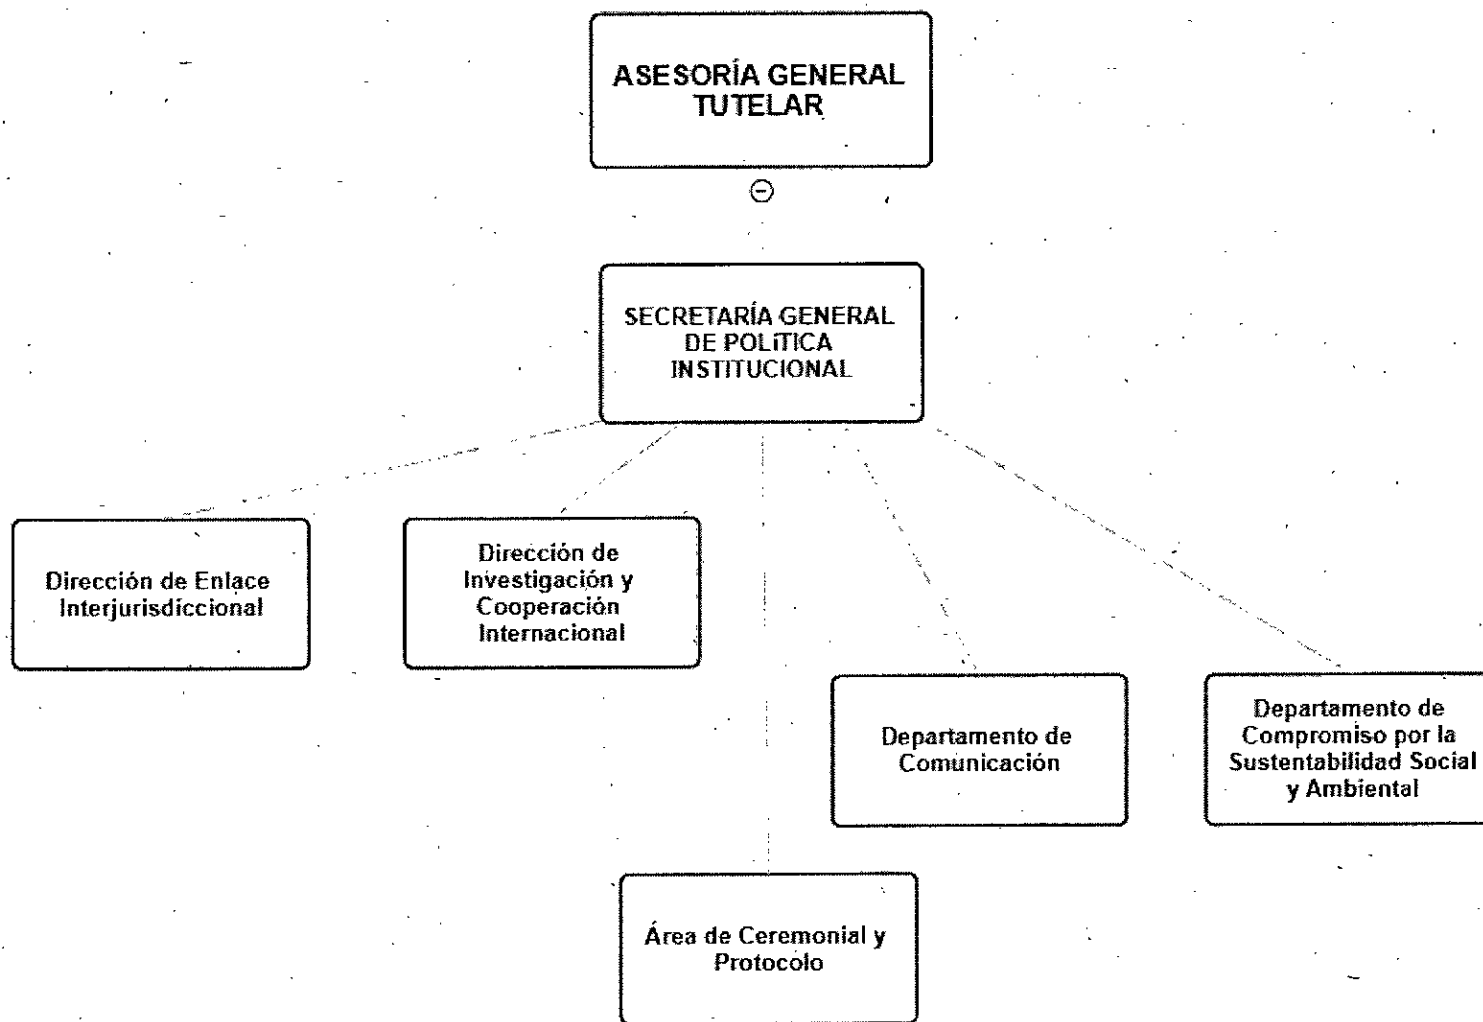 ASESORÍA GENERAL
TUTELAR
SECRETARÍA GENERAL
DE POLÍTICA
INSTITUCIONAL
Dirección de Enlace
Interjurisdiccional
Dirección de
Investigación y
Cooperación
Internacional
Departamento de
Comunicación
Departamento de
Compromiso por la
Sustentabilidad Social
y Ambiental
Área de Ceremonial y
Protocolo